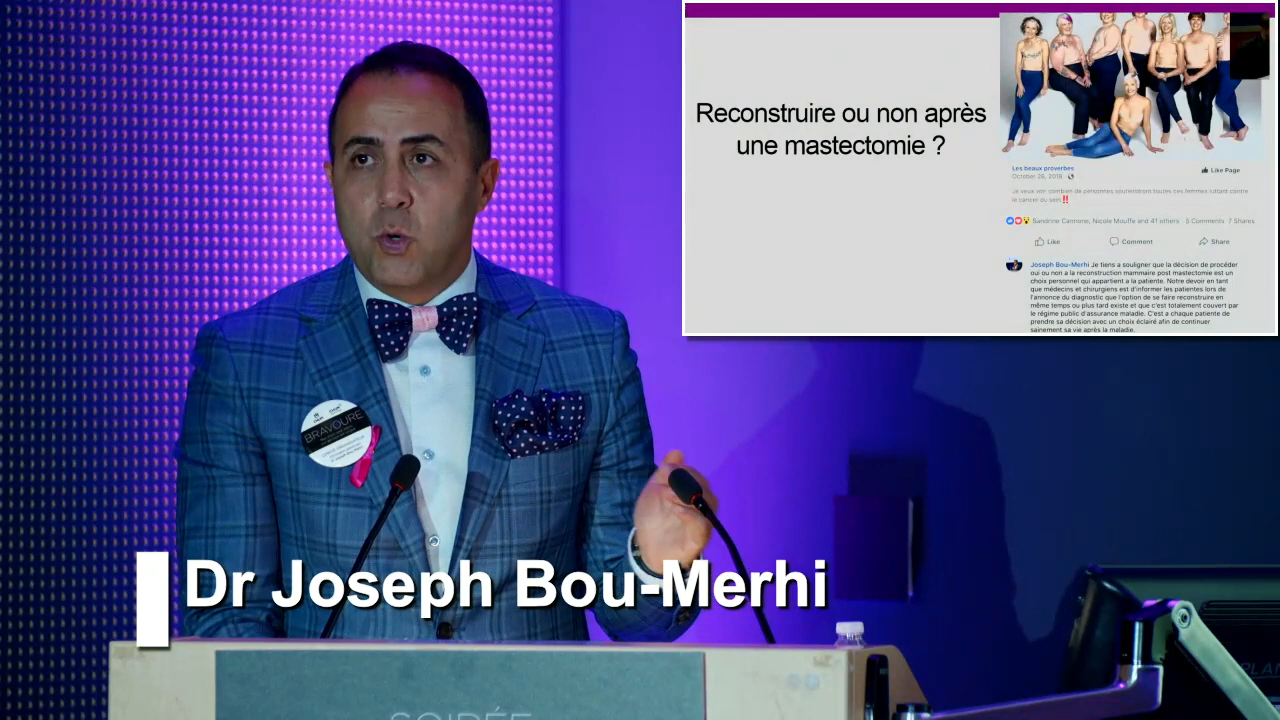 Reconstruire ou non après
une mastectomie ?
Les beaux proverbes
October 26, 2018
Like Page
Je veux voir combien de personnes soutiendront toutes ces femmes luttant contre
le cancer du sein!!
Sandrine Cannone, Nicole Mouffe and 41 others 5 Comments 7 Shares
Like Comment Share
Joseph Bou-Merhi Je tiens a souligner que la décision de procéder
oui ou non a la reconstruction mammaire post mastectomie est un
choix personnel qui appartient a la patiente. Notre devoir en tant
que médecins et chirurgiens est d'informer les patientes lors de
l'annonce du diagnostic que l'option de se faire reconstruire en
même temps ou plus tard existe et que c'est totalement couvert par
le régime public d'assurance maladie. C'est a chaque patiente de
prendre sa décision avec un choix éclairé afin de continuer
sainement sa vie après la maladie.
BRAVOURE
Dr Joseph Bou-Merhi
SOIRÉE